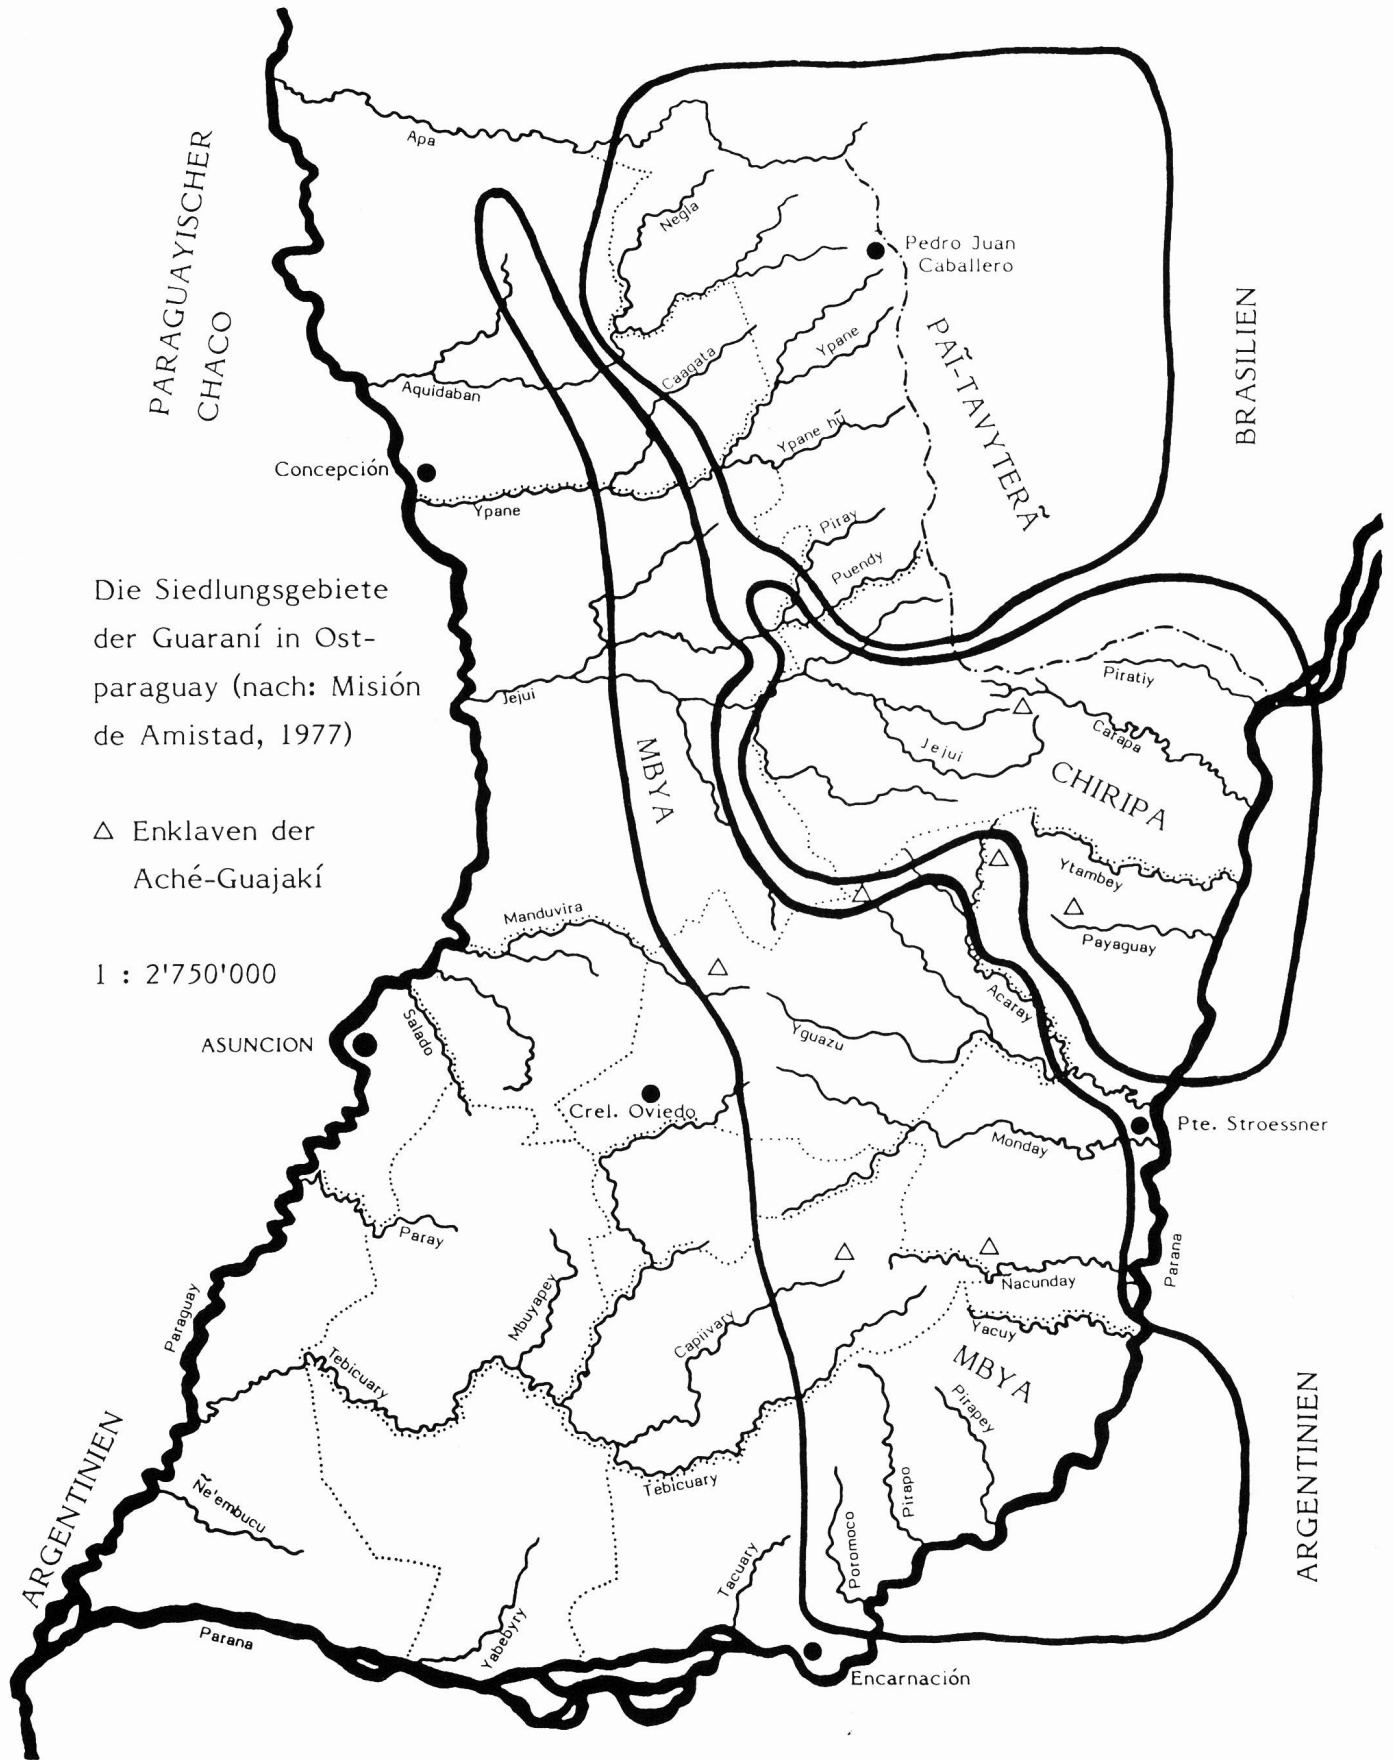 Apa
PARAGUAYISCHER
CHACO
Negla
Pedro Juan
Caballero
BRASILIEN
PAĨ-TAVYTERÃ
Ypane
Caagata
Aquidaban
Ypane hũ
Concepción
Ypane
Piray
Puendy
Die Siedlungsgebiete
der Guaraní in Ost-
paraguay (nach: Misión
de Amistad, 1977)
Jejui
Piratiy
Carapa
Jejui
MBYA
CHIRIPA
△ Enklaven der
Aché-Guajakí
Ytambey
Manduvira
Payaguay
1 : 2'750'000
Acaray
Salado
ASUNCION
Yguazu
Crel. Oviedo
Pte. Stroessner
Monday
Paray
Parana
Nacunday
Mbuyapey
Paraguay
Capiivary
Yacuy
Tebicuary
MBYA
Pirapey
ARGENTINIEN
ARGENTINIEN
Tebicuary
Pirapo
Ñe'embucu
Poromoco
Tacuary
Parana
Yabebyry
Encarnación